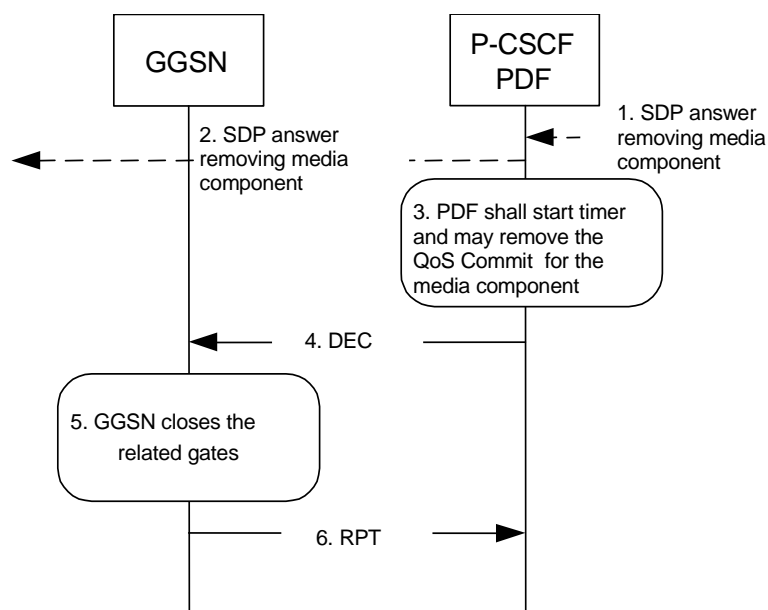 GGSN
P-CSCF
PDF
1. SDP answer
removing media
component
2. SDP answer
removing media
component
3. PDF shall start timer
and may remove the
QoS Commit for the
media component
4. DEC
5. GGSN closes the
related gates
6. RPT